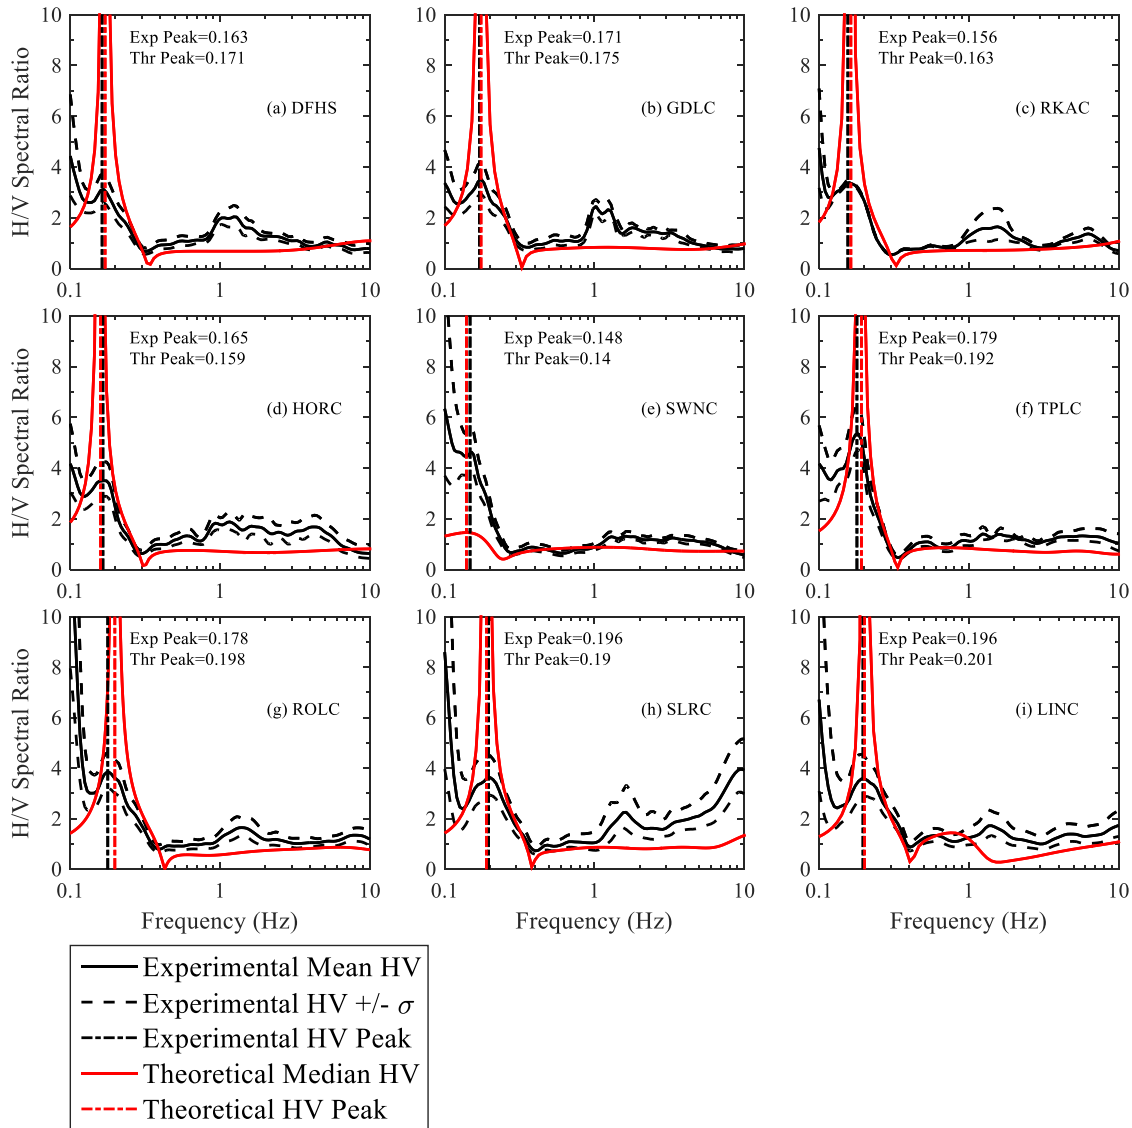 10
8
6
4
2
0
H/V Spectral Ratio
Exp Peak=0.163
Thr Peak=0.171
(a) DFHS
0.1
1
10
10
8
6
4
2
0
Exp Peak=0.171
Thr Peak=0.175
(b) GDLC
0.1
1
10
10
8
6
4
2
0
Exp Peak=0.156
Thr Peak=0.163
(c) RKAC
0.1
1
10
10
8
6
4
2
0
H/V Spectral Ratio
Exp Peak=0.165
Thr Peak=0.159
(d) HORC
0.1
1
10
10
8
6
4
2
0
Exp Peak=0.148
Thr Peak=0.14
(e) SWNC
0.1
1
10
10
8
6
4
2
0
Exp Peak=0.179
Thr Peak=0.192
(f) TPLC
0.1
1
10
10
8
6
4
2
0
H/V Spectral Ratio
Exp Peak=0.178
Thr Peak=0.198
(g) ROLC
0.1
1
10
Frequency (Hz)
10
8
6
4
2
0
Exp Peak=0.196
Thr Peak=0.19
(h) SLRC
0.1
1
10
Frequency (Hz)
10
8
6
4
2
0
Exp Peak=0.196
Thr Peak=0.201
(i) LINC
0.1
1
10
Frequency (Hz)
Experimental Mean HV
Experimental HV +/- σ
Experimental HV Peak
Theoretical Median HV
Theoretical HV Peak